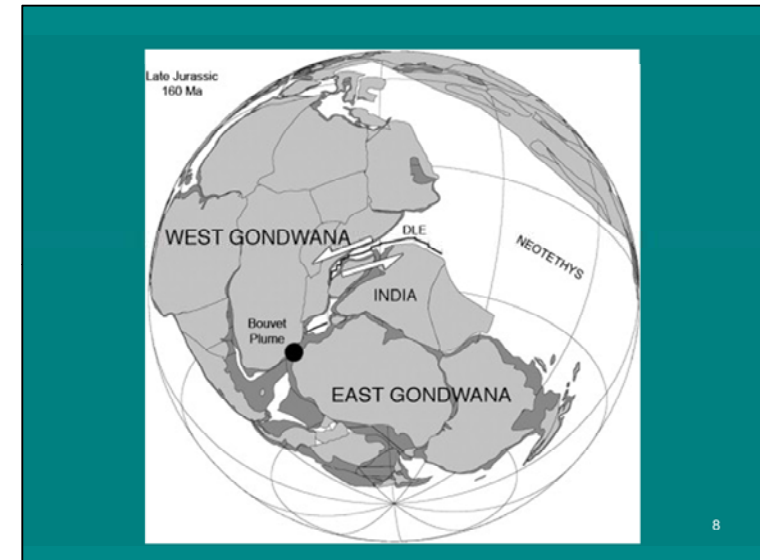 Late Jurassic
160 Ma
WEST GONDWANA
DLE
NEOTETHYS
INDIA
Bouvet
Plume
EAST GONDWANA
8